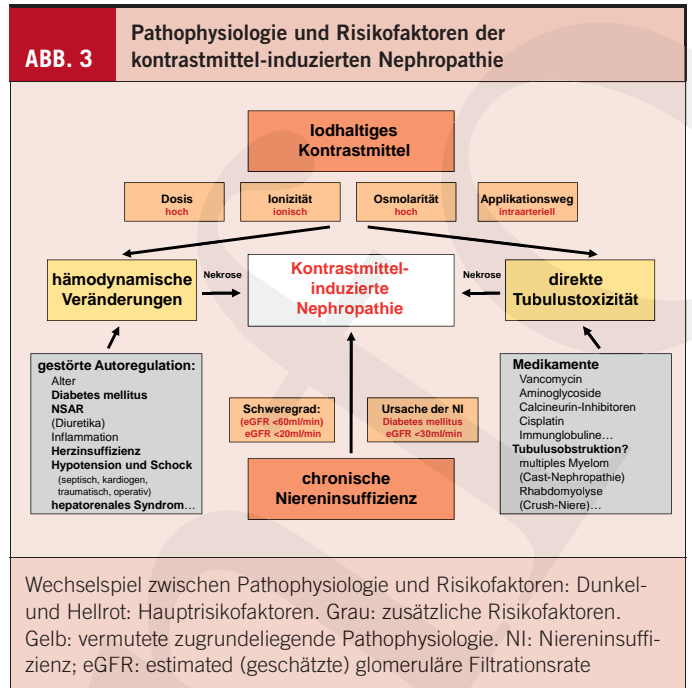 ABB. 3
Pathophysiologie und Risikofaktoren der
kontrastmittel-induzierten Nephropathie
Iodhaltiges
Kontrastmittel
Dosis
hoch
Ionizität
ionisch
Osmolarität
hoch
Applikationsweg
intraarteriell
hämodynamische
Veränderungen
Nekrose
Kontrastmittel-
induzierte
Nephropathie
Nekrose
direkte
Tubulustoxizität
gestörte Autoregulation:
Alter
Diabetes mellitus
NSAR
(Diuretika)
Inflammation
Herzinsuffizienz
Hypotension und Schock
(septisch, kardiogen,
traumatisch, operativ)
hepatorenales Syndrom…
Schweregrad:
(eGFR <60ml/min)
eGFR <20ml/min
Ursache der NI
Diabetes mellitus
eGFR <30ml/min
chronische
Niereninsuffizienz
Medikamente
Vancomycin
Aminoglycoside
Calcineurin-Inhibitoren
Cisplatin
Immunglobuline…
Tubulusobstruktion?
multiples Myelom
(Cast-Nephropathie)
Rhabdomyolyse
(Crush-Niere)…
Wechselspiel zwischen Pathophysiologie und Risikofaktoren: Dunkel-
und Hellrot: Hauptrisikofaktoren. Grau: zusätzliche Risikofaktoren.
Gelb: vermutete zugrundeliegende Pathophysiologie. NI: Niereninsuffi-
zienz; eGFR: estimated (geschätzte) glomeruläre Filtrationsrate